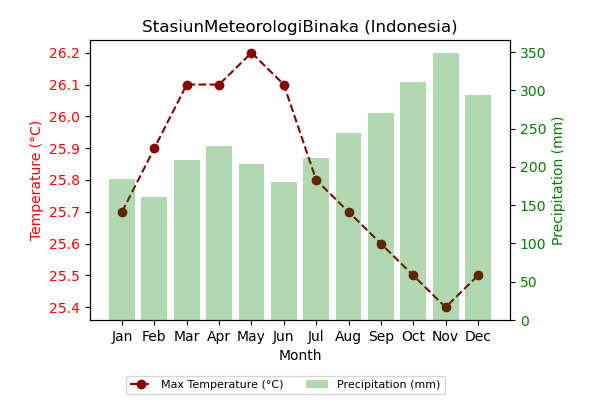 StasiunMeteorologiBinaka (Indonesia)
26.2
26.1
26.0
25.9
25.8
25.7
25.6
25.5
25.4
Temperature (°C)
350
300
250
200
150
100
50
0
Precipitation (mm)
Jan Feb Mar Apr May Jun Jul Aug Sep Oct Nov Dec
Month
Max Temperature (°C) Precipitation (mm)